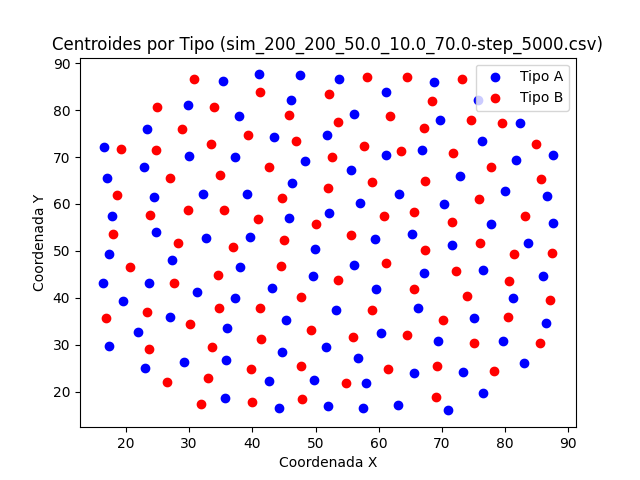 Centroides por Tipo (sim_200_200_50.0_10.0_70.0-step_5000.csv)
Tipo A
Tipo B
Coordenada Y
90
80
70
60
50
40
30
20
20 30 40 50 60 70 80 90
Coordenada X